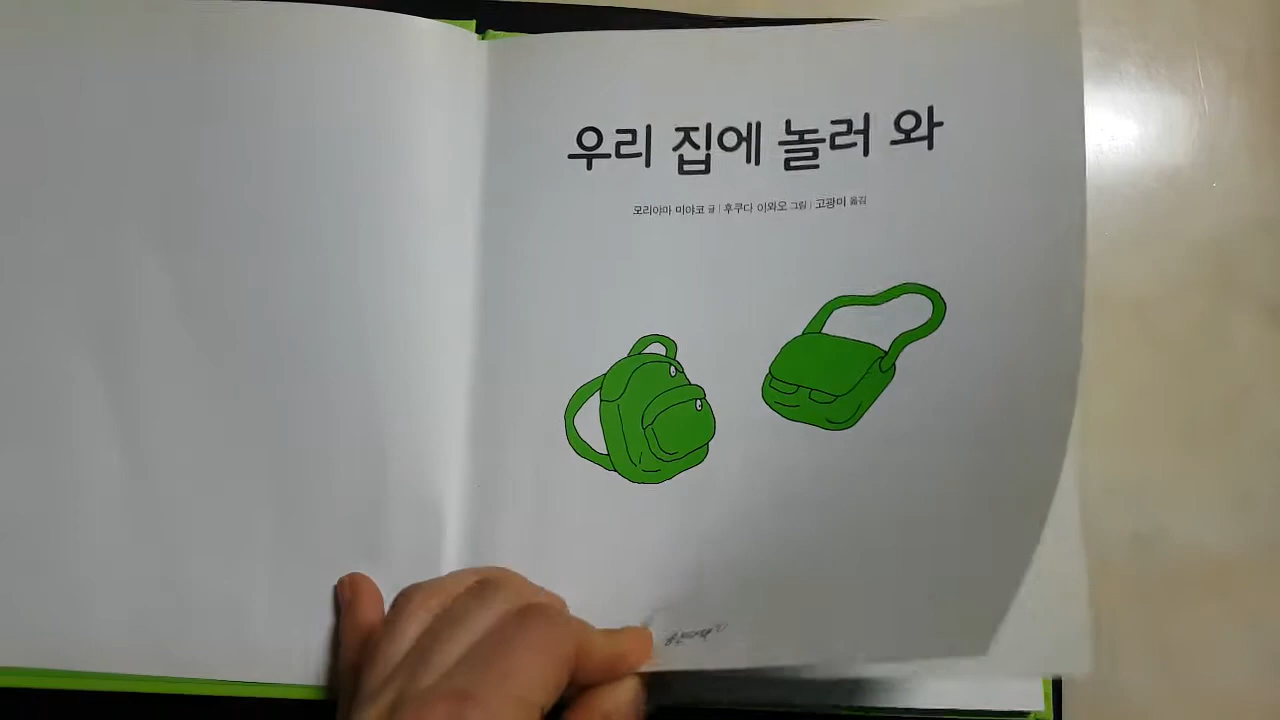 우리 집에 놀러 와
모리야마 미야코 글 | 후쿠다 이와오 그림 | 고광미 옮김